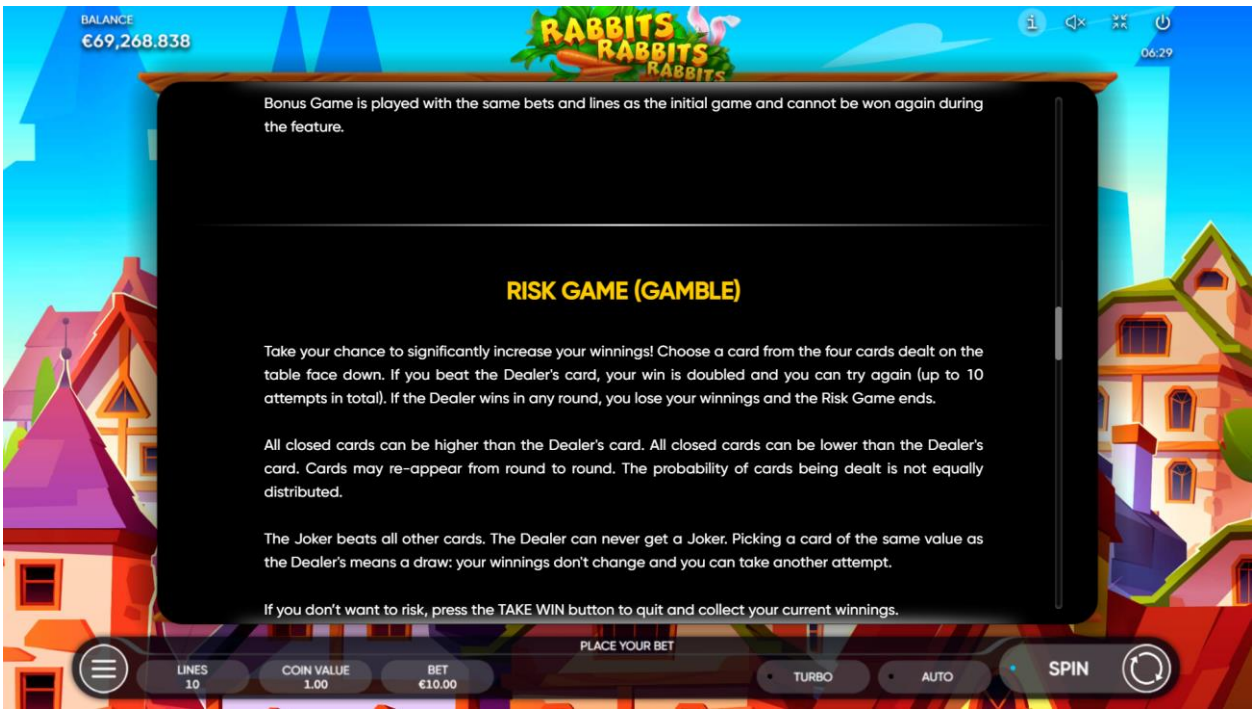 BALANCE
€69,268.838
RABBITS
RABBITS
RABBITS
i
06:29
Bonus Game is played with the same bets and lines as the initial game and cannot be won again during
the feature.
RISK GAME (GAMBLE)
Take your chance to significantly increase your winnings! Choose a card from the four cards dealt on the
table face down. If you beat the Dealer's card, your win is doubled and you can try again (up to 10
attempts in total). If the Dealer wins in any round, you lose your winnings and the Risk Game ends.
All closed cards can be higher than the Dealer's card. All closed cards can be lower than the Dealer's
card. Cards may re-appear from round to round. The probability of cards being dealt is not equally
distributed.
The Joker beats all other cards. The Dealer can never get a Joker. Picking a card of the same value as
the Dealer's means a draw: your winnings don't change and you can take another attempt.
If you don't want to risk, press the TAKE WIN button to quit and collect your current winnings.
PLACE YOUR BET
LINES
10
COIN VALUE
1.00
BET
€10.00
TURBO
AUTO
SPIN